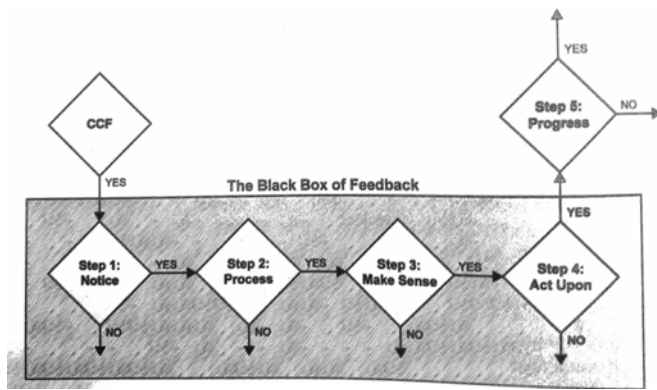 YES
Step 5:
Progress
NO
CCF
YES
The Black Box of Feedback
YES
Step 1:
Notice
YES
Step 2:
Process
YES
Step 3:
Make Sense
YES
Step 4:
Act Upon
NO
NO
NO
NO